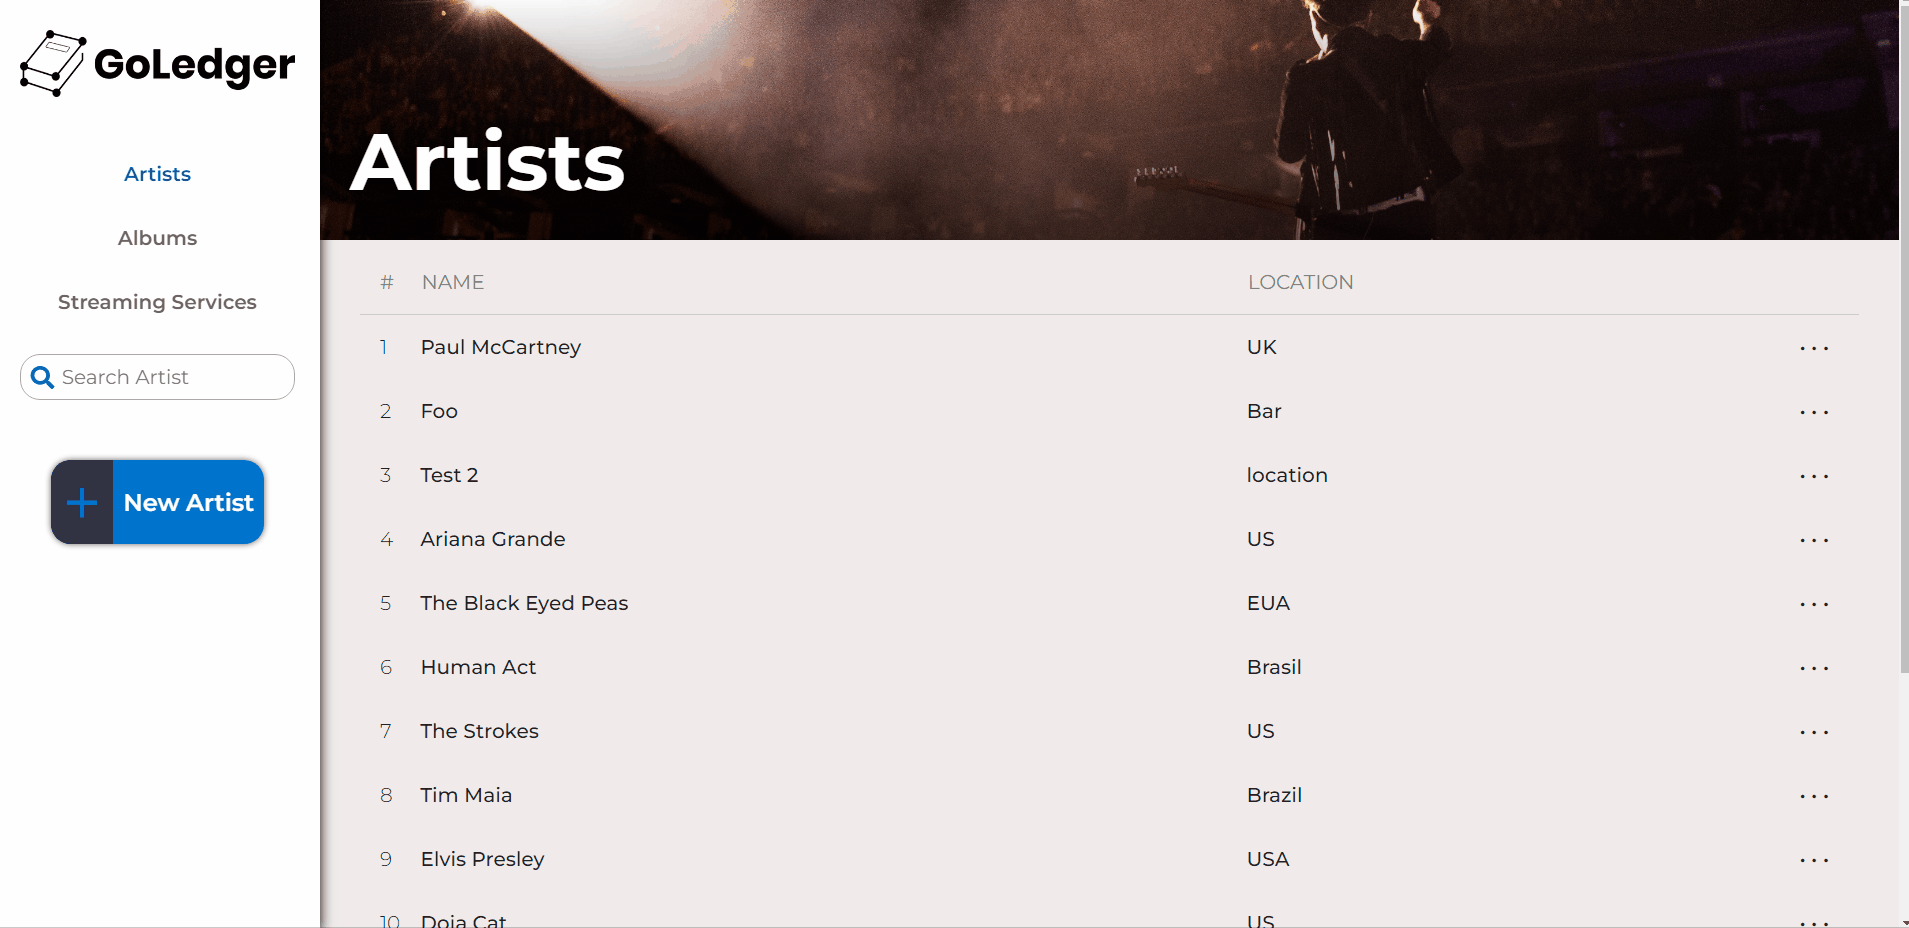 GoLedger
Artists
Albums
Streaming Services
Search Artist
New Artist
Artists
# NAME LOCATION
1 Paul McCartney UK ...
2 Foo Bar ...
3 Test 2 location ...
4 Ariana Grande US ...
5 The Black Eyed Peas EUA ...
6 Human Act Brasil ...
7 The Strokes US ...
8 Tim Maia Brazil ...
9 Elvis Presley USA ...
10 Doja Cat US ...